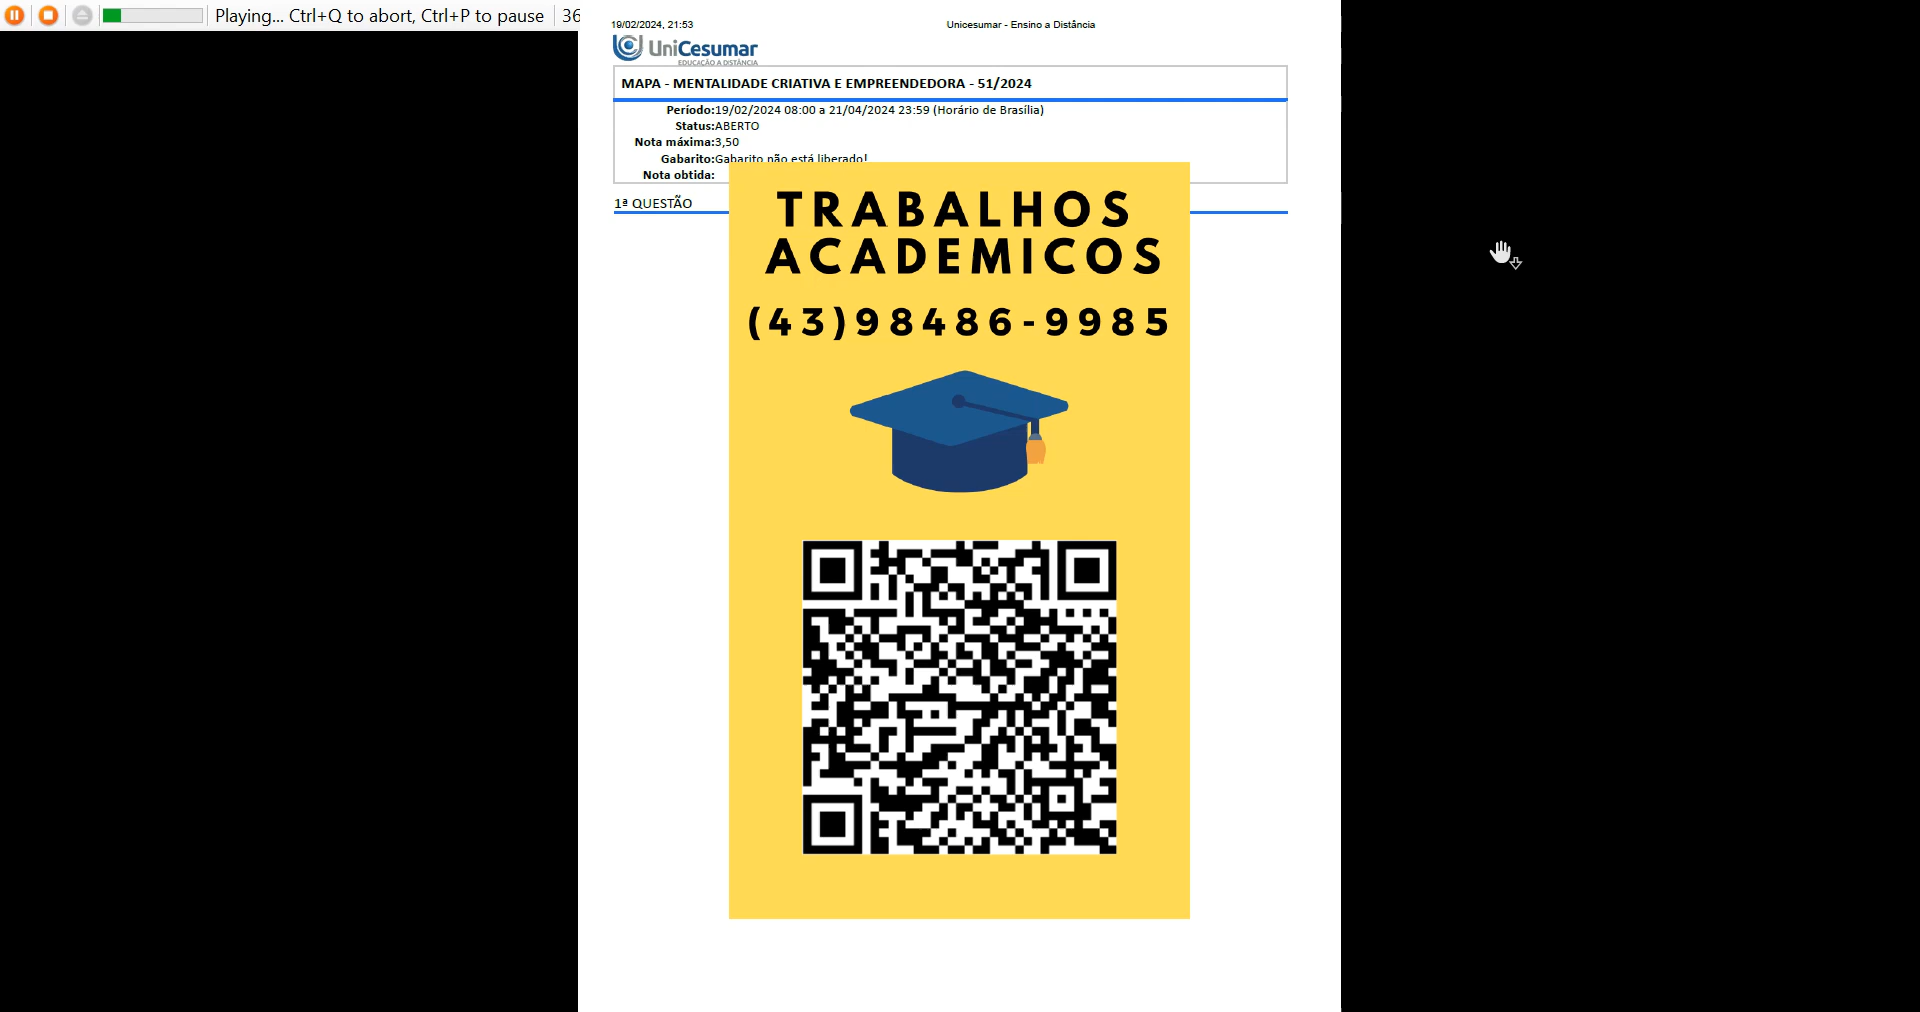 Playing... Ctrl+Q to abort, Ctrl+P to pause
36
19/02/2024, 21:53
Unicesumar - Ensino a Distância
UniCesumar
EDUCAÇÃO A DISTÂNCIA
MAPA - MENTALIDADE CRIATIVA E EMPREENDEDORA - 51/2024
Período:19/02/2024 08:00 a 21/04/2024 23:59 (Horário de Brasília)
Status:ABERTO
Nota máxima:3,50
Gabarito:Gabarito não está liberado!
Nota obtida:
1ª QUESTÃO
TRABALHOS
ACADEMICOS
(43)98486-9985